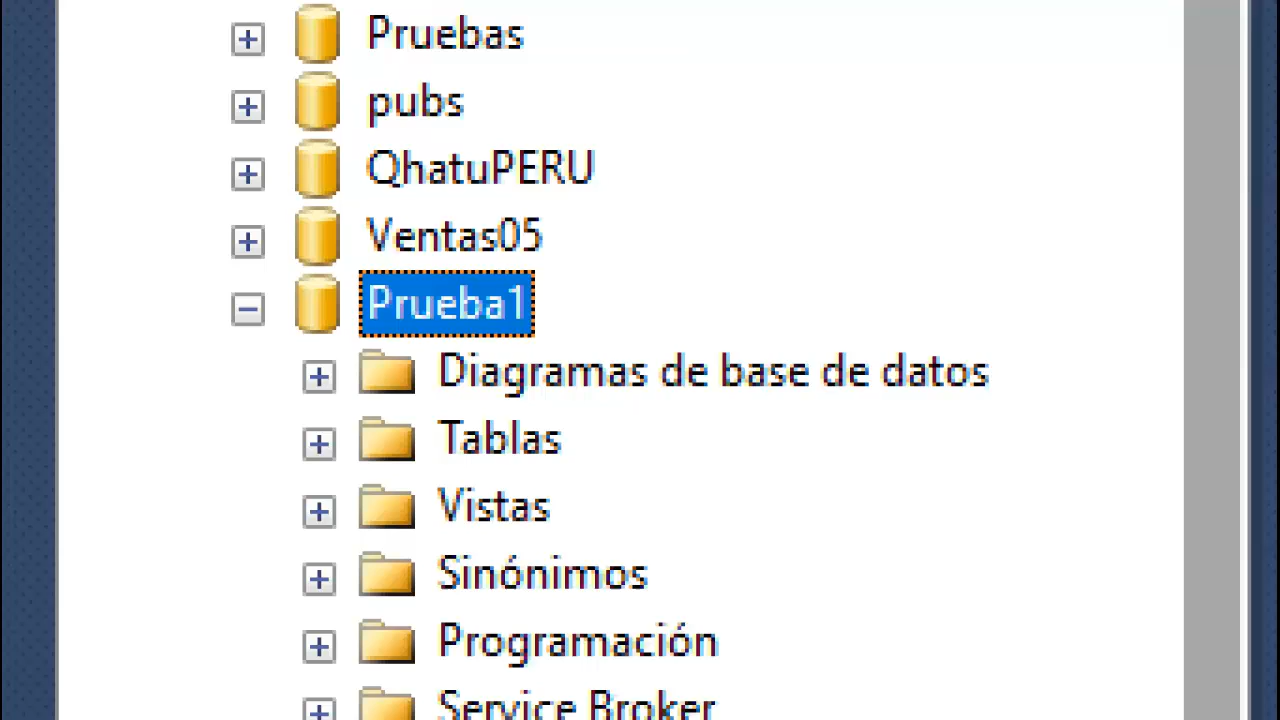 Pruebas
pubs
QhatuPERU
Ventas05
Prueba1
Diagramas de base de datos
Tablas
Vistas
Sinónimos
Programación
Service Broker